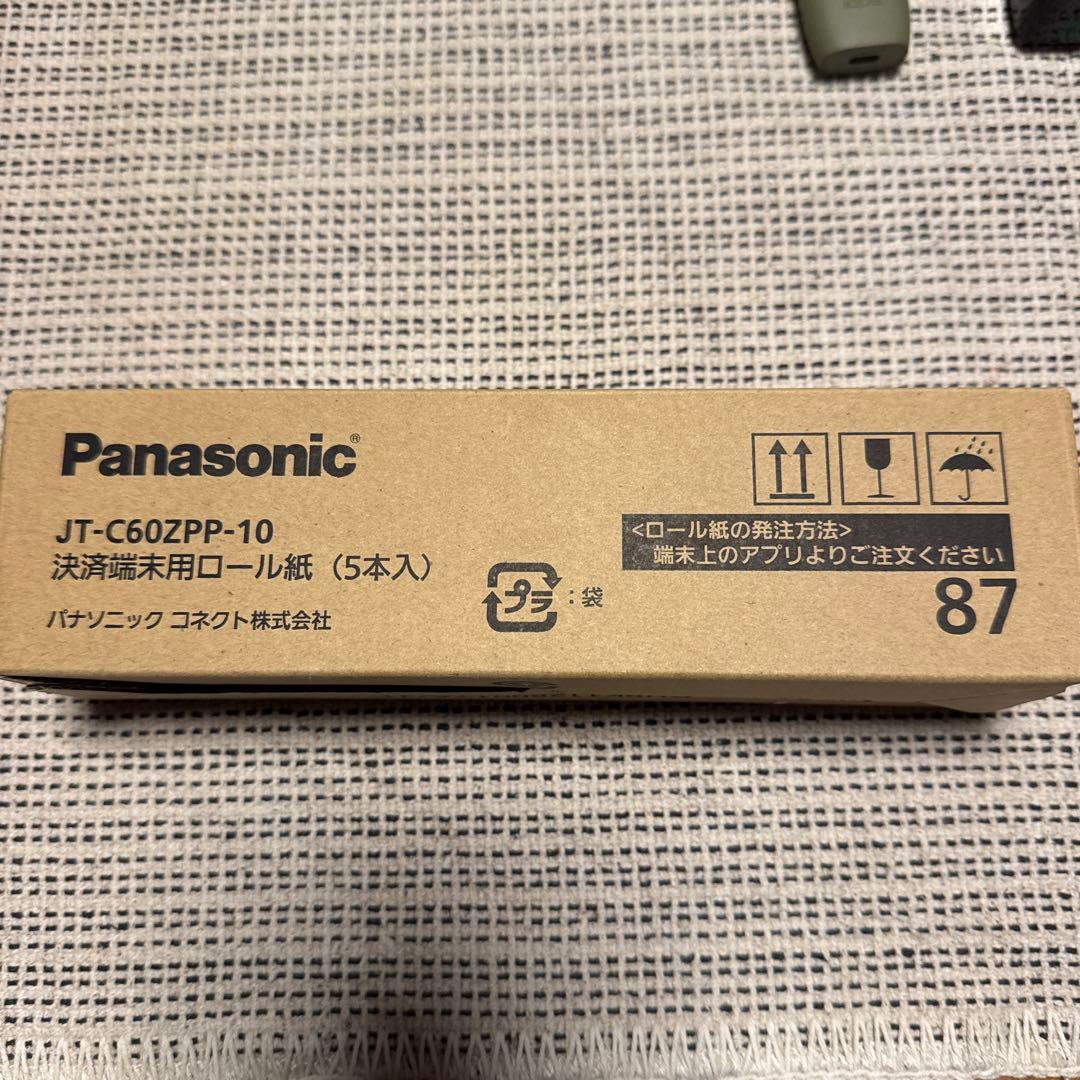 Panasonic®
JT-C60ZPP-10
決済端末用ロール紙（5本入）
パナソニック コネクト株式会社
プラ：袋
<ロール紙の発注方法>
端末上のアプリよりご注文ください
87